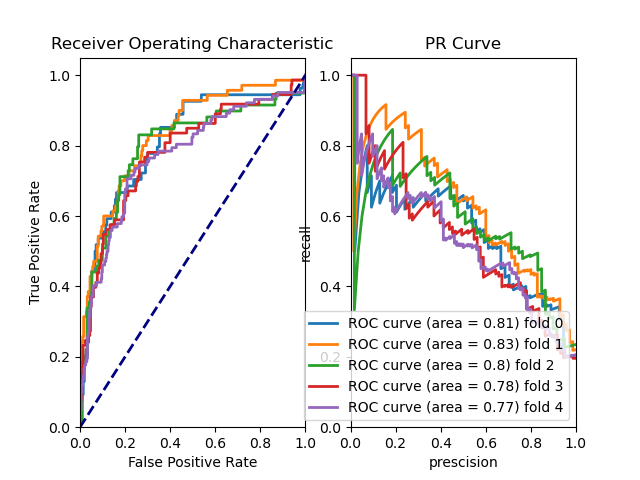 Receiver Operating Characteristic
True Positive Rate
1.0
0.8
0.6
0.4
0.2
0.0
0.0 0.2 0.4 0.6 0.8 1.0
False Positive Rate
PR Curve
recall
1.0
0.8
0.6
0.4
0.2
0.0
0.0 0.2 0.4 0.6 0.8 1.0
prescision
ROC curve (area = 0.81) fold 0
ROC curve (area = 0.83) fold 1
ROC curve (area = 0.8) fold 2
ROC curve (area = 0.78) fold 3
ROC curve (area = 0.77) fold 4